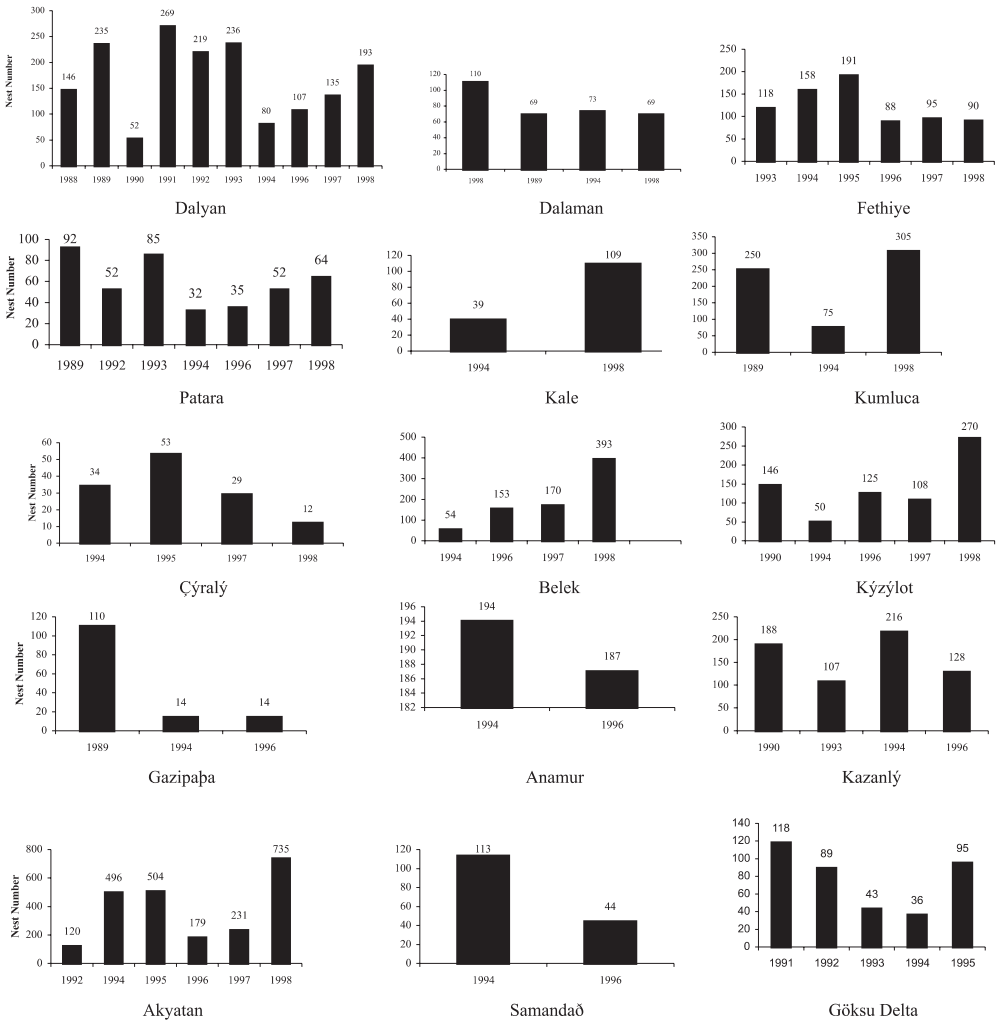 Nest Number
300
250
200
150
100
50
0
146 235 52 269 219 236 80 107 135 193
1988 1989 1990 1991 1992 1993 1994 1996 1997 1998
Dalyan
120
100
80
60
40
20
0
110 69 73 69
1998 1989 1994 1998
Dalaman
250
200
150
100
50
0
118 158 191 88 95 90
1993 1994 1995 1996 1997 1998
Fethiye
Nest Number
100
80
60
40
20
0
92 52 85 32 35 52 64
1989 1992 1993 1994 1996 1997 1998
Patara
120
100
80
60
40
20
0
39 109
1994 1998
Kale
350
300
250
200
150
100
50
0
250 75 305
1989 1994 1998
Kumluca
Nest Number
60
50
40
30
20
10
0
34 53 29 12
1994 1995 1997 1998
Çýralý
500
400
300
200
100
0
54 153 170 393
1994 1996 1997 1998
Belek
300
250
200
150
100
50
0
146 50 125 108 270
1990 1994 1996 1997 1998
Kýzýlot
Nest Number
120
100
80
60
40
20
0
110 14 14
1989 1994 1996
Gazipaþa
196
194
192
190
188
186
184
182
194 187
1994 1996
Anamur
250
200
150
100
50
0
188 107 216 128
1990 1993 1994 1996
Kazanlý
Nest Number
800
600
400
200
0
120 496 504 179 231 735
1992 1994 1995 1996 1997 1998
Akyatan
120
100
80
60
40
20
0
113 44
1994 1996
Samandað
140
120
100
80
60
40
20
0
118 89 43 36 95
1991 1992 1993 1994 1995
Göksu Delta